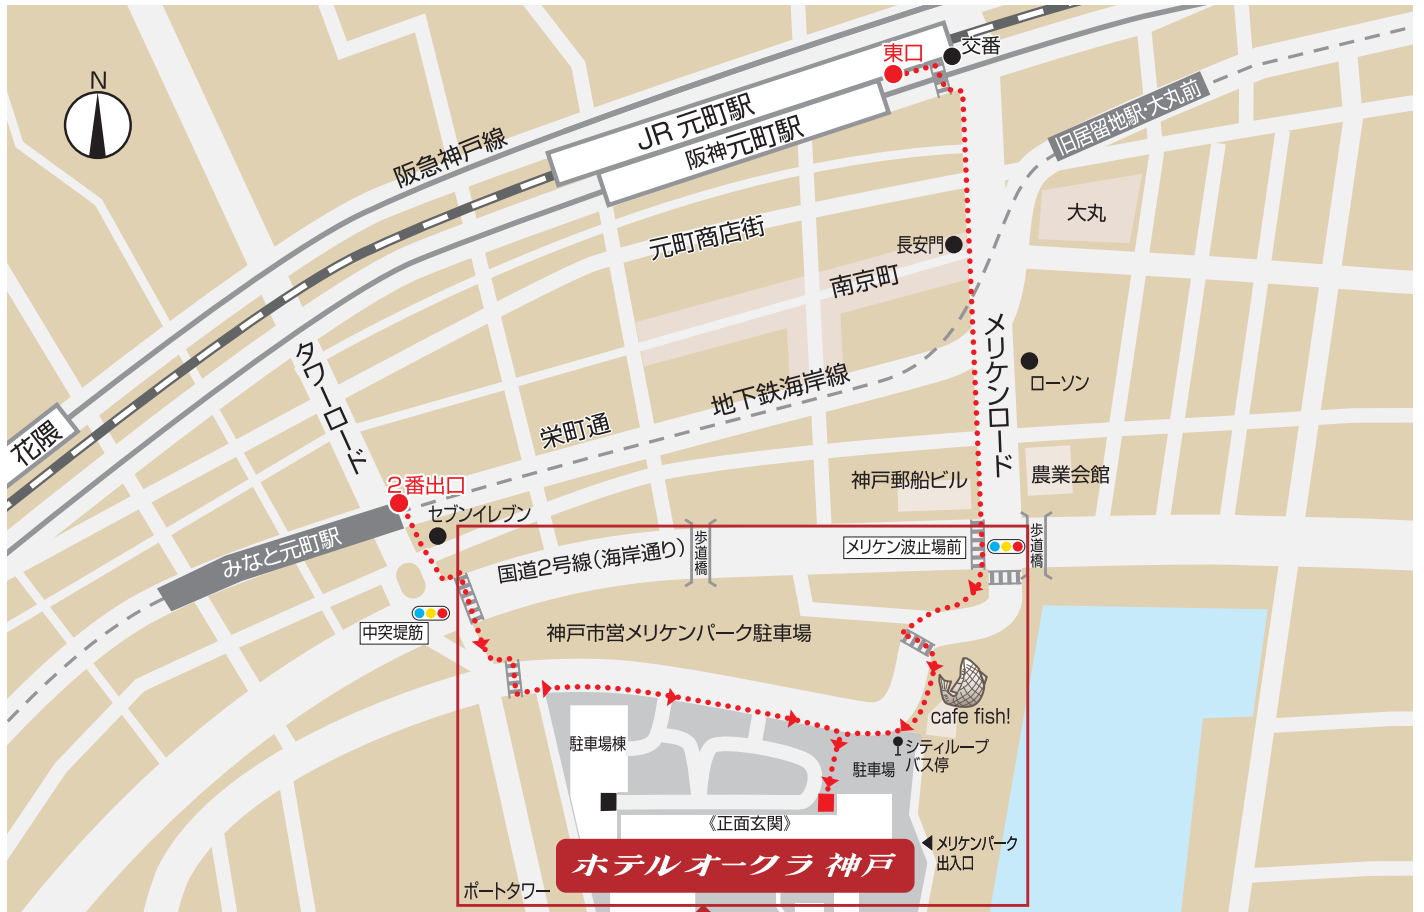 N
東口
交番
JR 元町駅
阪神元町駅
阪急神戸線
旧居留地駅・大丸前
大丸
元町商店街
長安門
南京町
メリケンロード
タワーロード
ローソン
地下鉄海岸線
花隈
栄町通
神戸郵船ビル
農業会館
2番出口
セブンイレブン
みなと元町駅
国道2号線(海岸通り)
歩道橋
メリケン波止場前
歩道橋
中突堤筋
神戸市営メリケンパーク駐車場
cafe fish!
駐車場棟
シティループ
バス停
駐車場
《正面玄関》
メリケンパーク
出入口
ホテルオークラ 神戸
ポートタワー